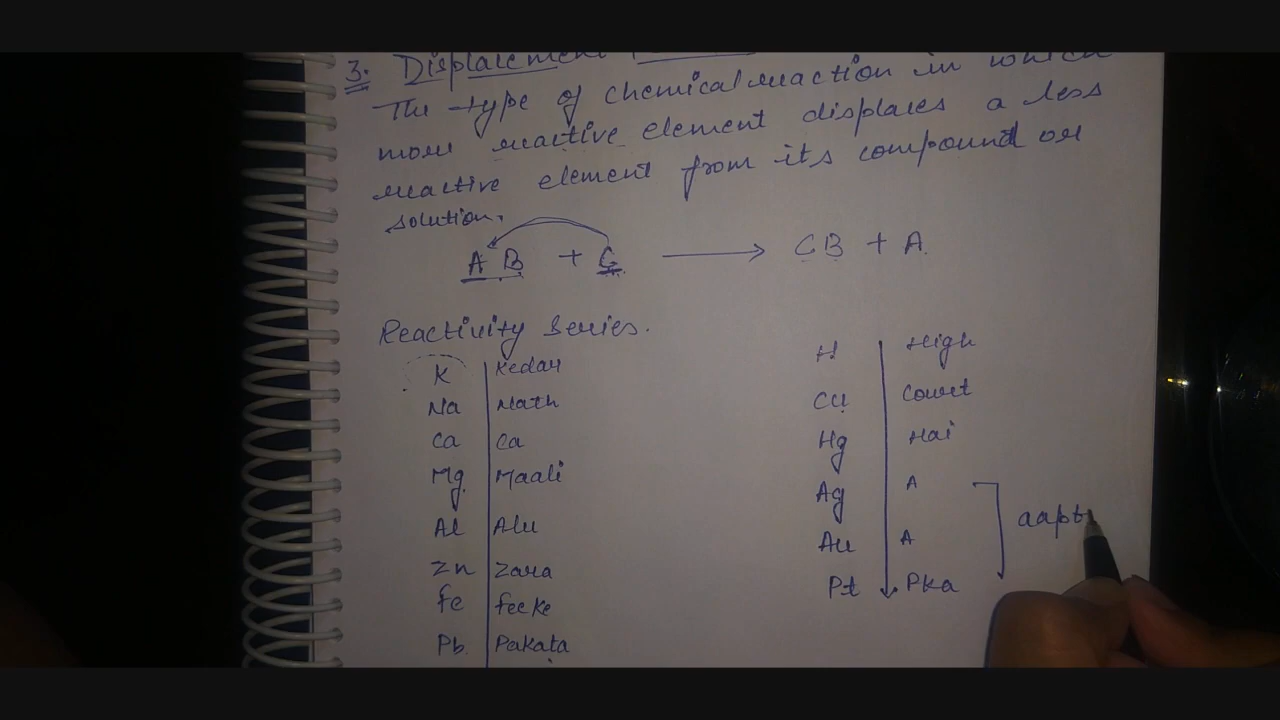 3. Displacement
The type of chemical reaction in which
more reactive element displaces a less
reactive element from its compound or
solution.
A B + C → CB + A.
Reactivity Series.
K Kedar
Na Nath
Ca Ca
Mg Maali
Al Alu
Zn Zara
Fe feeke
Pb Pakata
H High
Cu Court
Hg Hai
Ag A
Au A
Pt Pka
aapt